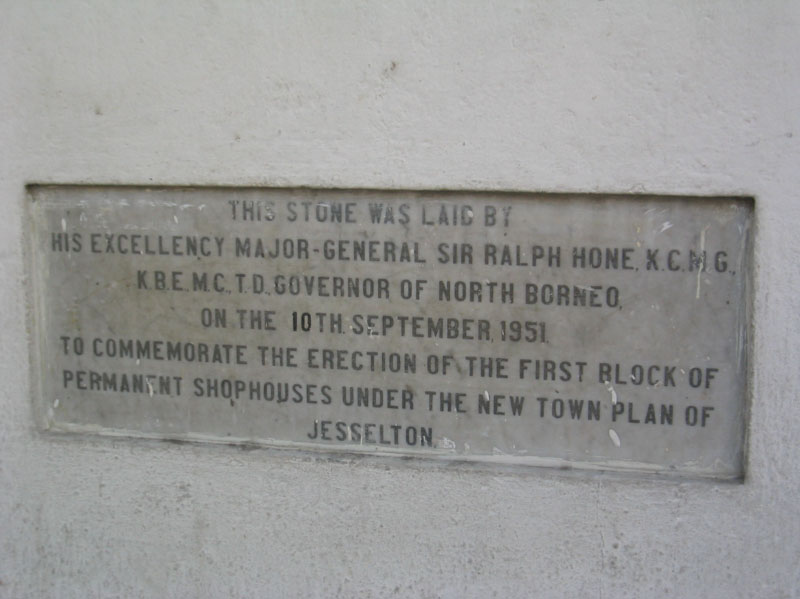 THIS STONE WAS LAID BY
HIS EXCELLENCY MAJOR-GENERAL SIR RALPH HONE, K.C.M.G.,
K.B.E.M.C.,T.D.,GOVERNOR OF NORTH BORNEO,
ON THE 10TH SEPTEMBER, 1951.
TO COMMEMORATE THE ERECTION OF THE FIRST BLOCK OF
PERMANENT SHOPHOUSES UNDER THE NEW TOWN PLAN OF
JESSELTON.